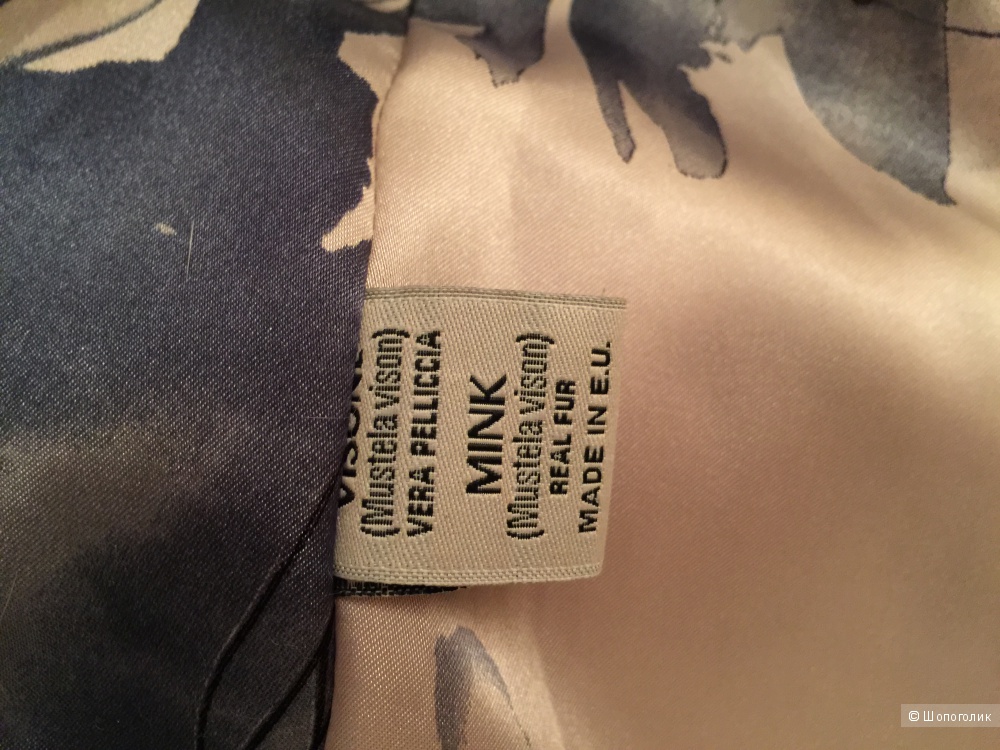 VISONE
(Mustela vison)
VERA PELLICCIA
MINK
(Mustela vison)
REAL FUR
MADE IN E.U.
© Шопоголик